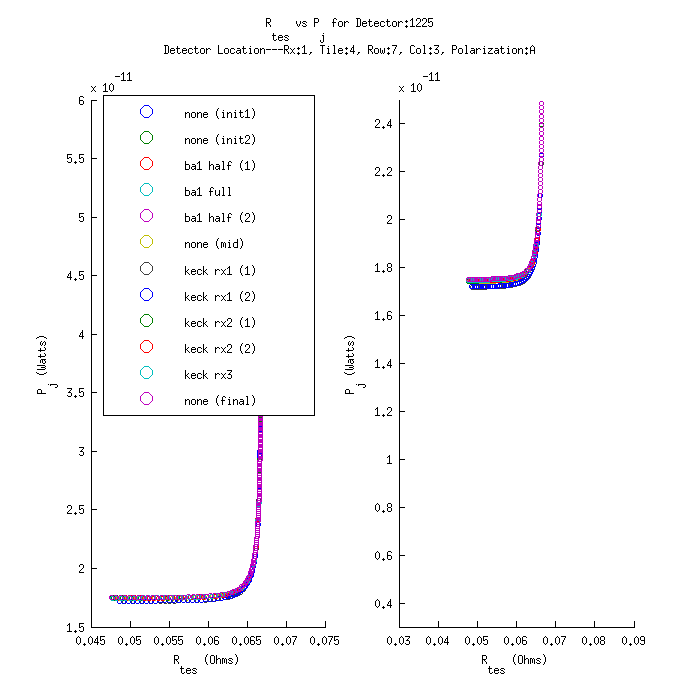 R_tes vs P_j for Detector:1225
Detector Location---Rx:1, Tile:4, Row:7, Col:3, Polarization:A
x 10^-11
6
5.5
5
4.5
4
3.5
3
2.5
2
1.5
P_j (Watts)
none (init1)
none (init2)
ba1 half (1)
ba1 full
ba1 half (2)
none (mid)
keck rx1 (1)
keck rx1 (2)
keck rx2 (1)
keck rx2 (2)
keck rx3
none (final)
0.045 0.05 0.055 0.06 0.065 0.07 0.075
R_tes (Ohms)
x 10^-11
2.4
2.2
2
1.8
1.6
1.4
1.2
1
0.8
0.6
0.4
P_j (Watts)
0.03 0.04 0.05 0.06 0.07 0.08 0.09
R_tes (Ohms)